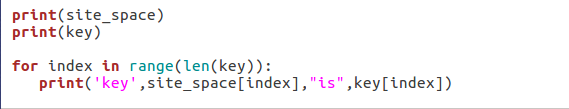 print(site_space)
print(key)
for index in range(len(key)):
   print('key',site_space[index],"is",key[index])